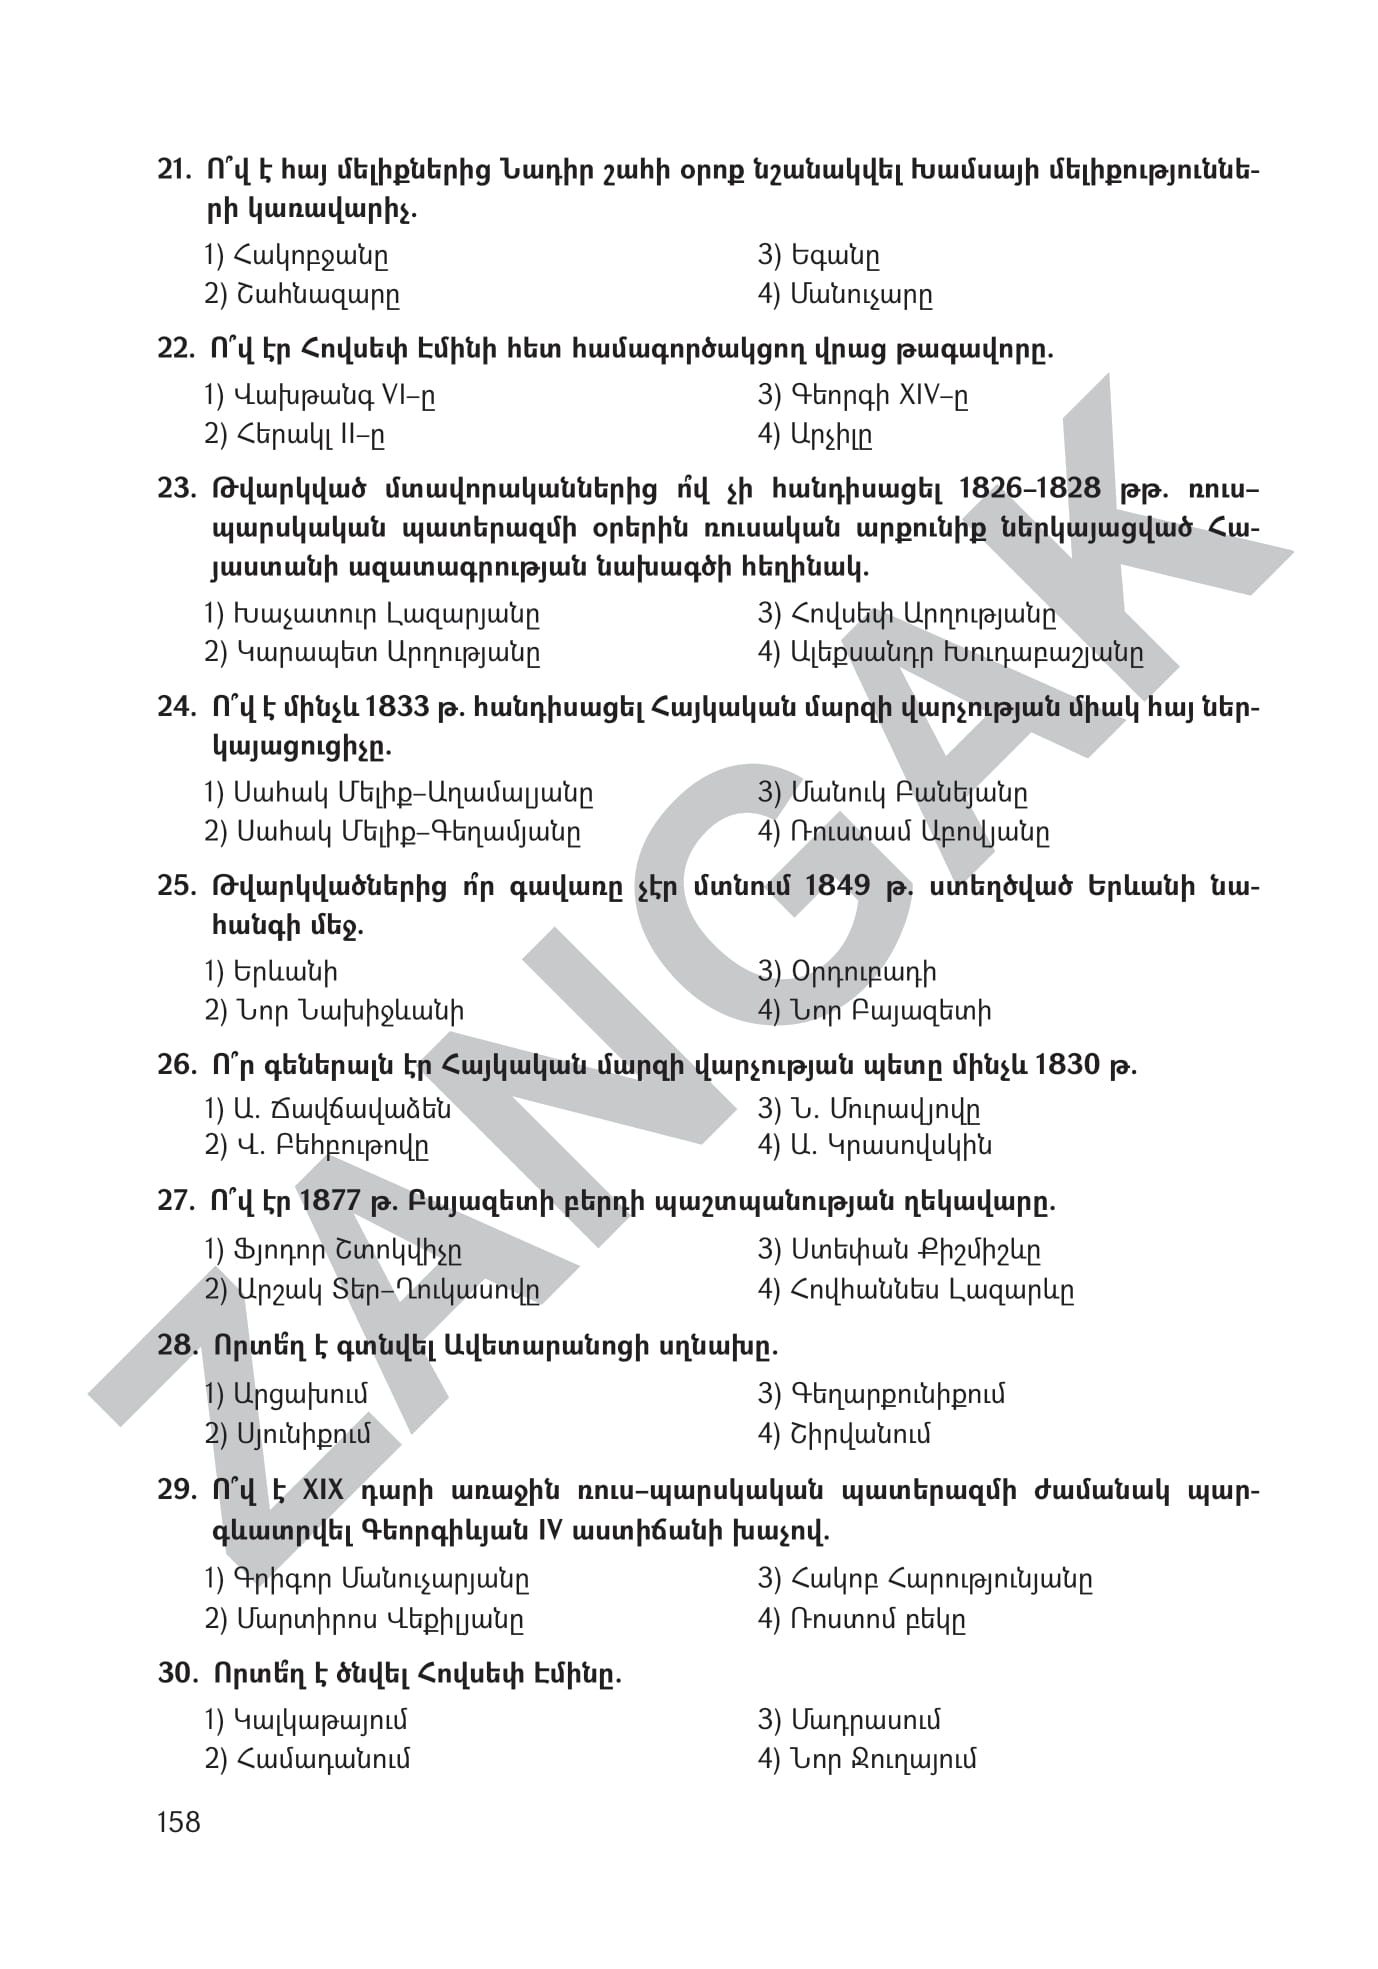 21. Ո՞վ է հայ մելիքներից Նադիր շահի օրոք նշանակվել Խամսայի մելիքություննե-
րի կառավարիչ.
1) Հակոբջանը
3) Եգանը
2) Շահնազարը
4) Մանուչարը
22. Ո՞վ էր Հովսեփ Էմինի հետ համագործակցող վրաց թագավորը.
1) Վախթանգ VI–ը
3) Գեորգի XIV–ը
2) Հերակլ II–ը
4) Արչիլը
23. Թվարկված մտավորականներից ո՞վ չի հանդիսացել 1826–1828 թթ. ռուս–
պարսկական պատերազմի օրերին ռուսական արքունիք ներկայացված Հա-
յաստանի ազատագրության նախագծի հեղինակ.
1) Խաչատուր Լազարյանը
3) Հովսեփ Արղությանը
2) Կարապետ Արղությանը
4) Ալեքսանդր Խուդաբաշյանը
24. Ո՞վ է մինչև 1833 թ. հանդիսացել Հայկական մարզի վարչության միակ հայ ներ-
կայացուցիչը.
1) Սահակ Մելիք–Աղամալյանը
3) Մանուկ Բանեյանը
2) Սահակ Մելիք–Գեղամյանը
4) Ռուստամ Աբովյանը
25. Թվարկվածներից ո՞ր գավառը չէր մտնում 1849 թ. ստեղծված Երևանի նա-
հանգի մեջ.
1) Երևանի
3) Օրդուբադի
2) Նոր Նախիջևանի
4) Նոր Բայազետի
26. Ո՞ր գեներալն էր Հայկական մարզի վարչության պետը մինչև 1830 թ.
1) Ա. Ճավճավաձեն
3) Ն. Մուրավյովը
2) Վ. Բեհբութովը
4) Ա. Կրասովսկին
27. Ո՞վ էր 1877 թ. Բայազետի բերդի պաշտպանության ղեկավարը.
1) Ֆյոդոր Շտոկվիչը
3) Ստեփան Քիշմիշևը
2) Արշակ Տեր–Ղուկասովը
4) Հովհաննես Լազարևը
28. Որտե՞ղ է գտնվել Ավետարանոցի սղնախը.
1) Արցախում
3) Գեղարքունիքում
2) Սյունիքում
4) Շիրվանում
29. Ո՞վ է XIX դարի առաջին ռուս–պարսկական պատերազմի ժամանակ պար-
գևատրվել Գեորգիևյան IV աստիճանի խաչով.
1) Գրիգոր Մանուչարյանը
3) Հակոբ Հարությունյանը
2) Մարտիրոս Վեքիլյանը
4) Ռոստոմ բեկը
30. Որտե՞ղ է ծնվել Հովսեփ Էմինը.
1) Կալկաթայում
3) Մադրասում
2) Համադանում
4) Նոր Ջուղայում
158
ZANGAK